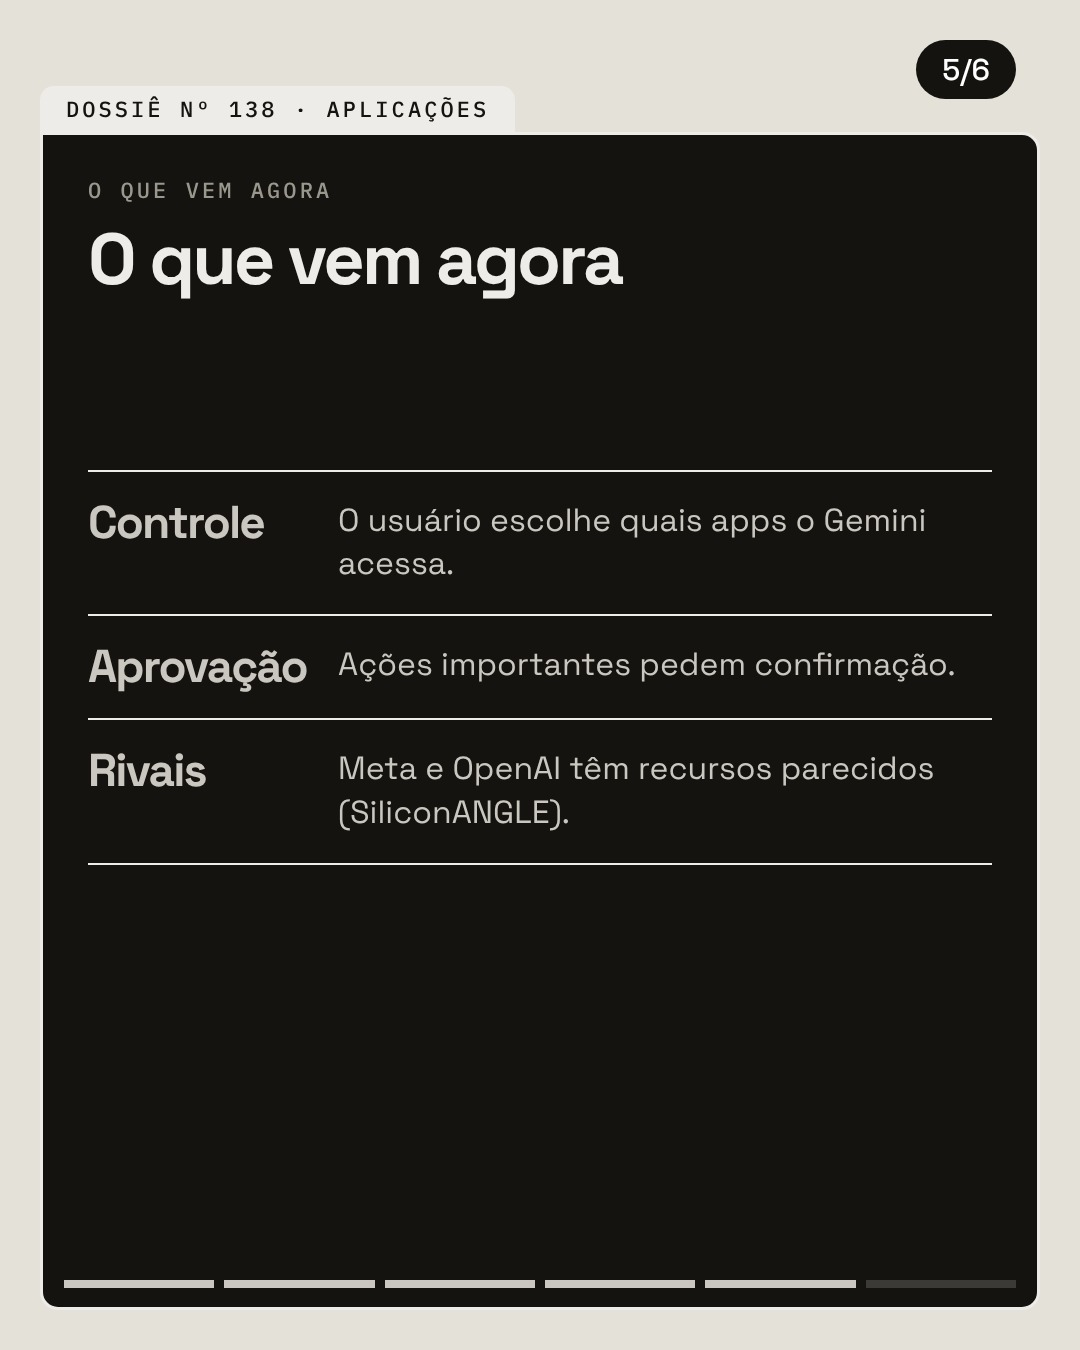 5/6
DOSSIÊ Nº 138 · APLICAÇÕES
O QUE VEM AGORA
O que vem agora
Controle
O usuário escolhe quais apps o Gemini
acessa.
Aprovação
Ações importantes pedem confirmação.
Rivais
Meta e OpenAI têm recursos parecidos
(SiliconANGLE).